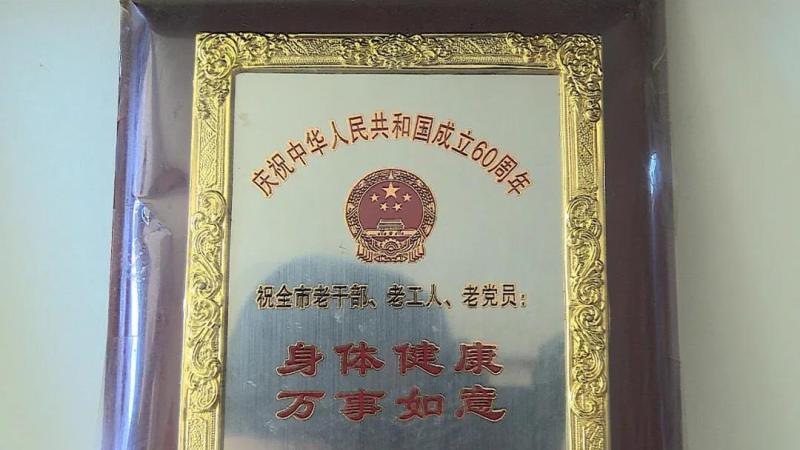 庆祝中华人民共和国成立60周年
祝全市老干部、老工人、老党员：
身体健康
万事如意